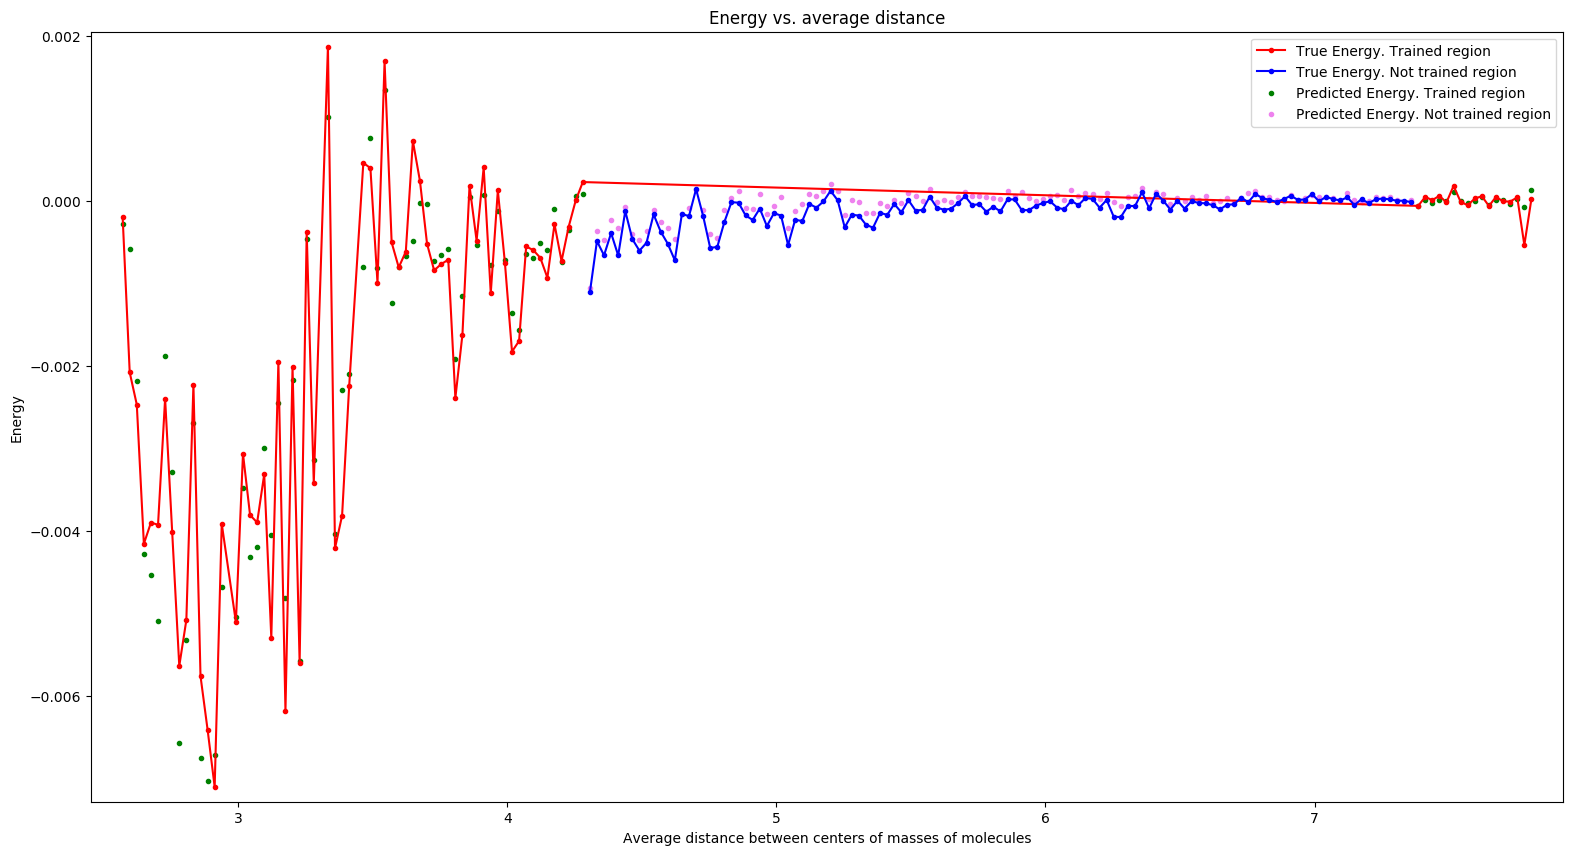 Energy vs. average distance
True Energy. Trained region
True Energy. Not trained region
Predicted Energy. Trained region
Predicted Energy. Not trained region
0.002
0.000
−0.002
−0.004
−0.006
Energy
3 4 5 6 7
Average distance between centers of masses of molecules